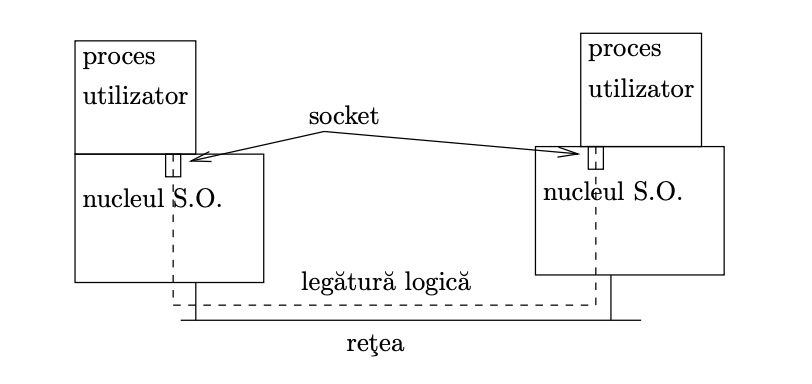 proces
utilizator
proces
utilizator
socket
nucleul S.O.
nucleul S.O.
legătură logică
reţea